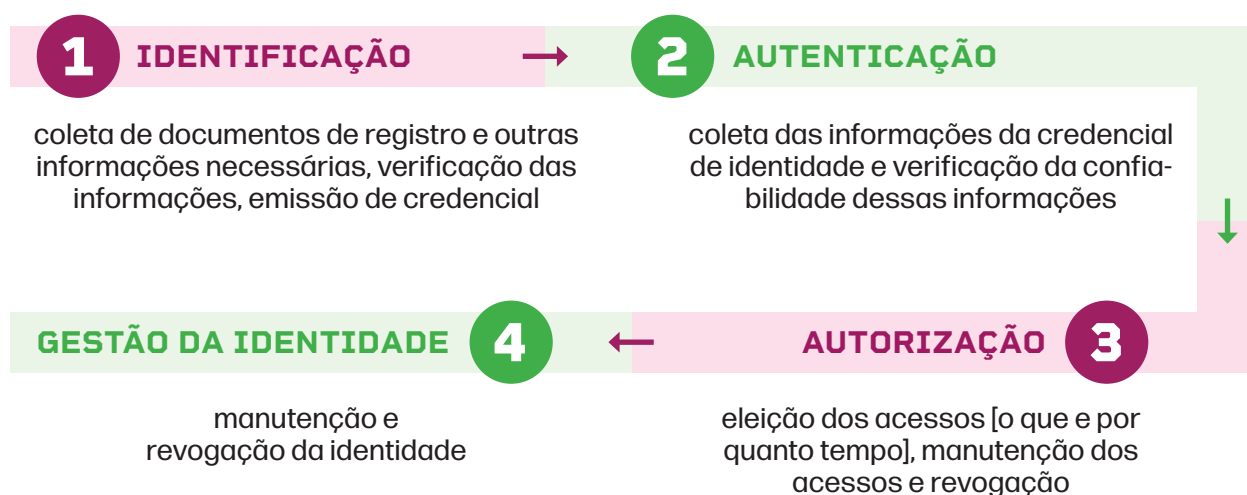 1 IDENTIFICAÇÃO →
coleta de documentos de registro e outras
informações necessárias, verificação das
informações, emissão de credencial
2 AUTENTICAÇÃO
coleta das informações da credencial
de identidade e verificação da confia-
bilidade dessas informações
↓
AUTORIZAÇÃO 3
eleição dos acessos [o que e por
quanto tempo], manutenção dos
acessos e revogação
←
GESTÃO DA IDENTIDADE 4
manutenção e
revogação da identidade